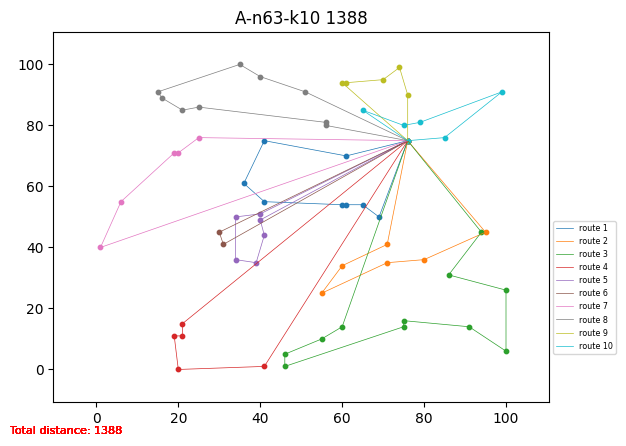 A-n63-k10 1388
100
80
60
40
20
0
0
20
40
60
80
100
route 1
route 2
route 3
route 4
route 5
route 6
route 7
route 8
route 9
route 10
Total distance: 1388